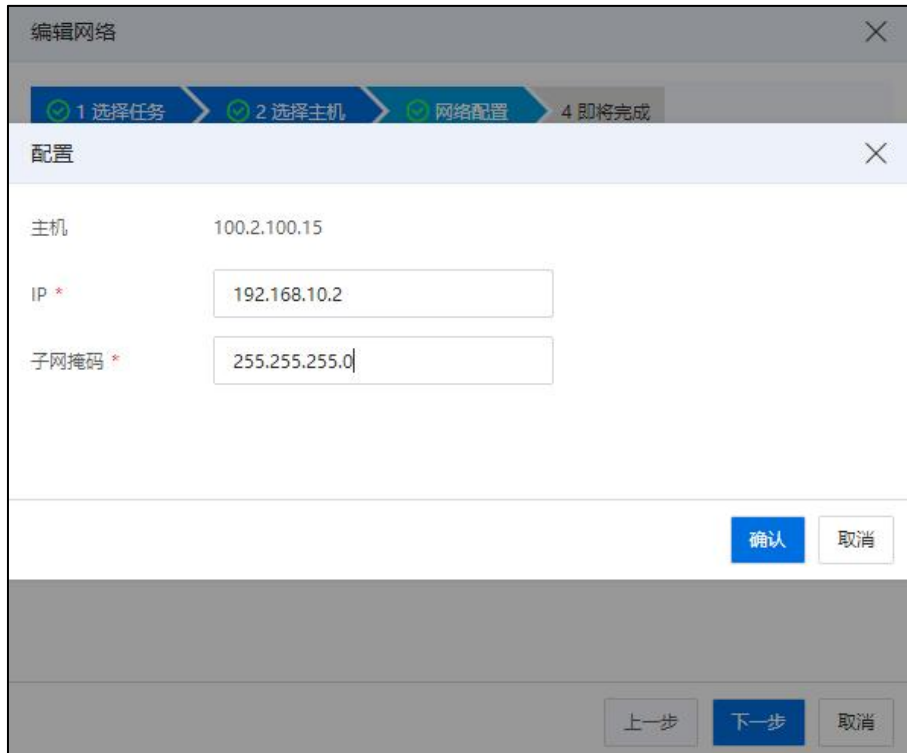 编辑网络
1 选择任务 2 选择主机 网络配置 4 即将完成
配置
主机 100.2.100.15
IP * 192.168.10.2
子网掩码 * 255.255.255.0
确认 取消
上一步 下一步 取消